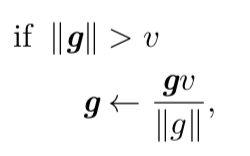 if ‖g‖ > v
g ← gv / ‖g‖,